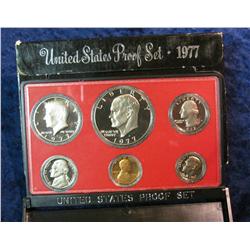 United States Proof Set · 1977
LIBERTY
1977
UNITED STATES PROOF SET